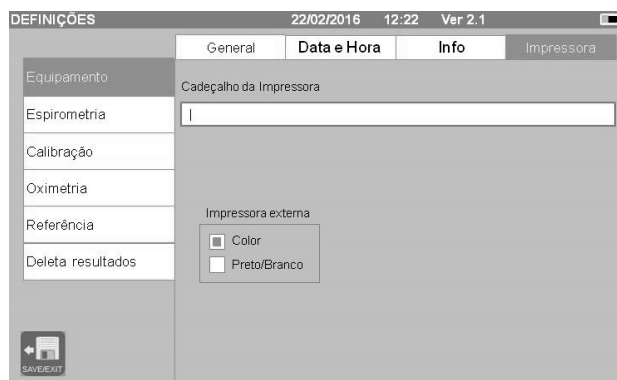 DEFINIÇÕES 22/02/2016 12:22 Ver 2.1
General Data e Hora Info Impressora
Equipamento
Cadeçalho da Impressora
Espirometria
Calibração
Oximetria
Referência
Impressora externa
Color
Deleta resultados
Preto/Branco
SAVE/EXIT